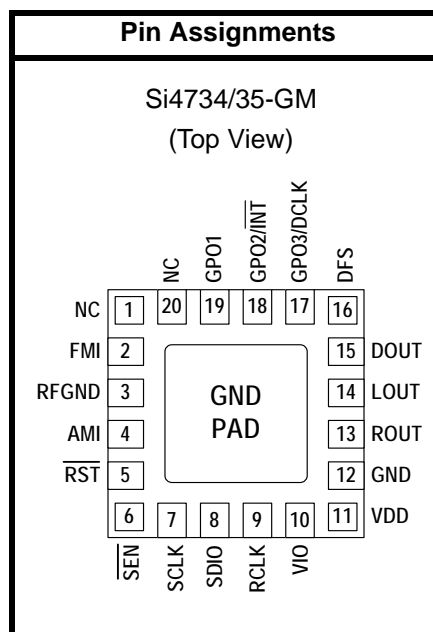 Pin Assignments
Si4734/35-GM
(Top View)
NC
GPO1
GPO2/INT
GPO3/DCLK
DFS
NC 1 20 19 18 17 16
FMI 2 15 DOUT
RFGND 3 14 LOUT
GND
PAD
AMI 4 13 ROUT
RST 5 12 GND
6 7 8 9 10 11 VDD
SEN
SCLK
SDIO
RCLK
VIO